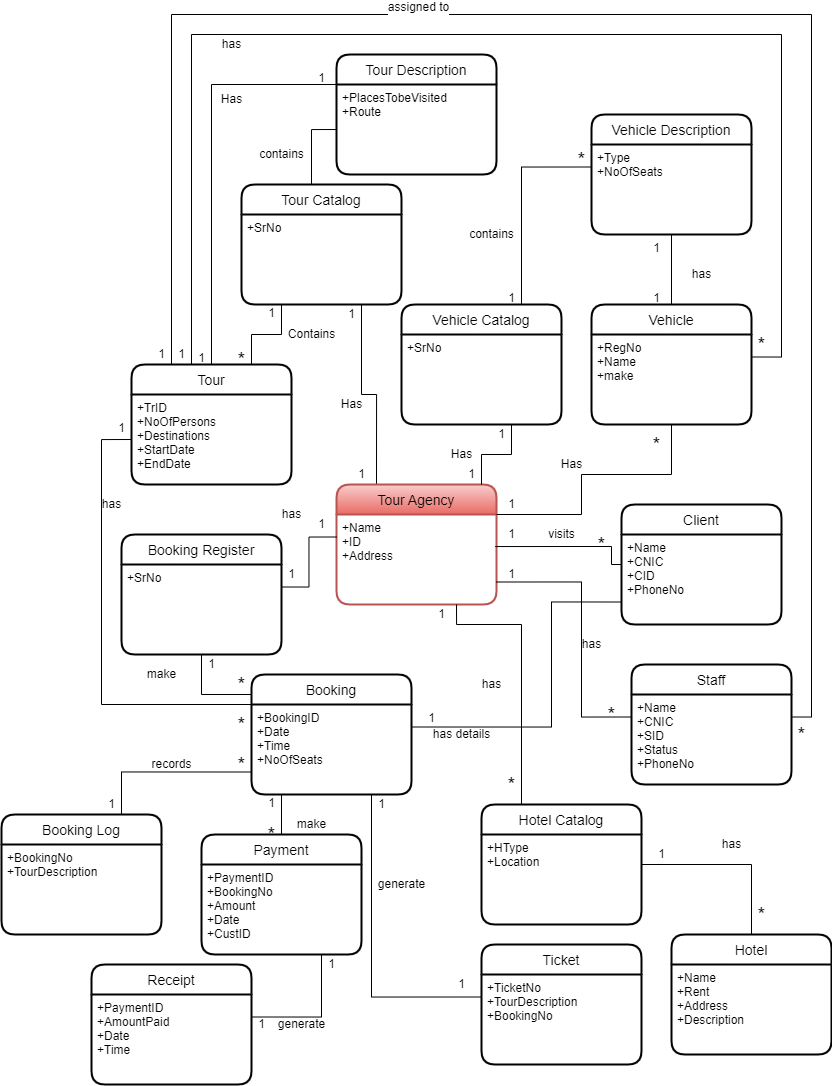 assigned to
has
Tour Description
+PlacesTobeVisited
+Route
1
Has
contains
Vehicle Description
+Type
+NoOfSeats
*
1
contains
has
Tour Catalog
+SrNo
1
1
Contains
*
1
1
1
Has
Vehicle Catalog
+SrNo
1
1
Has
1
Vehicle
+RegNo
+Name
+make
1
*
*
Has
Tour
+TrID
+NoOfPersons
+Destinations
+StartDate
+EndDate
1
has
Tour Agency
+Name
+ID
+Address
1
1
1
visits
*
1
1
has
1
Client
+Name
+CNIC
+CID
+PhoneNo
Booking Register
+SrNo
1
make
*
has
has
Staff
+Name
+CNIC
+SID
+Status
+PhoneNo
*
*
Booking
+BookingID
+Date
+Time
+NoOfSeats
*
*
1
has details
records
1
1
make
*
1
generate
*
Booking Log
+BookingNo
+TourDescription
Payment
+PaymentID
+BookingNo
+Amount
+Date
+CustID
1
Hotel Catalog
+HType
+Location
1
has
*
Hotel
+Name
+Rent
+Address
+Description
Receipt
+PaymentID
+AmountPaid
+Date
+Time
1
generate
Ticket
+TicketNo
+TourDescription
+BookingNo
1